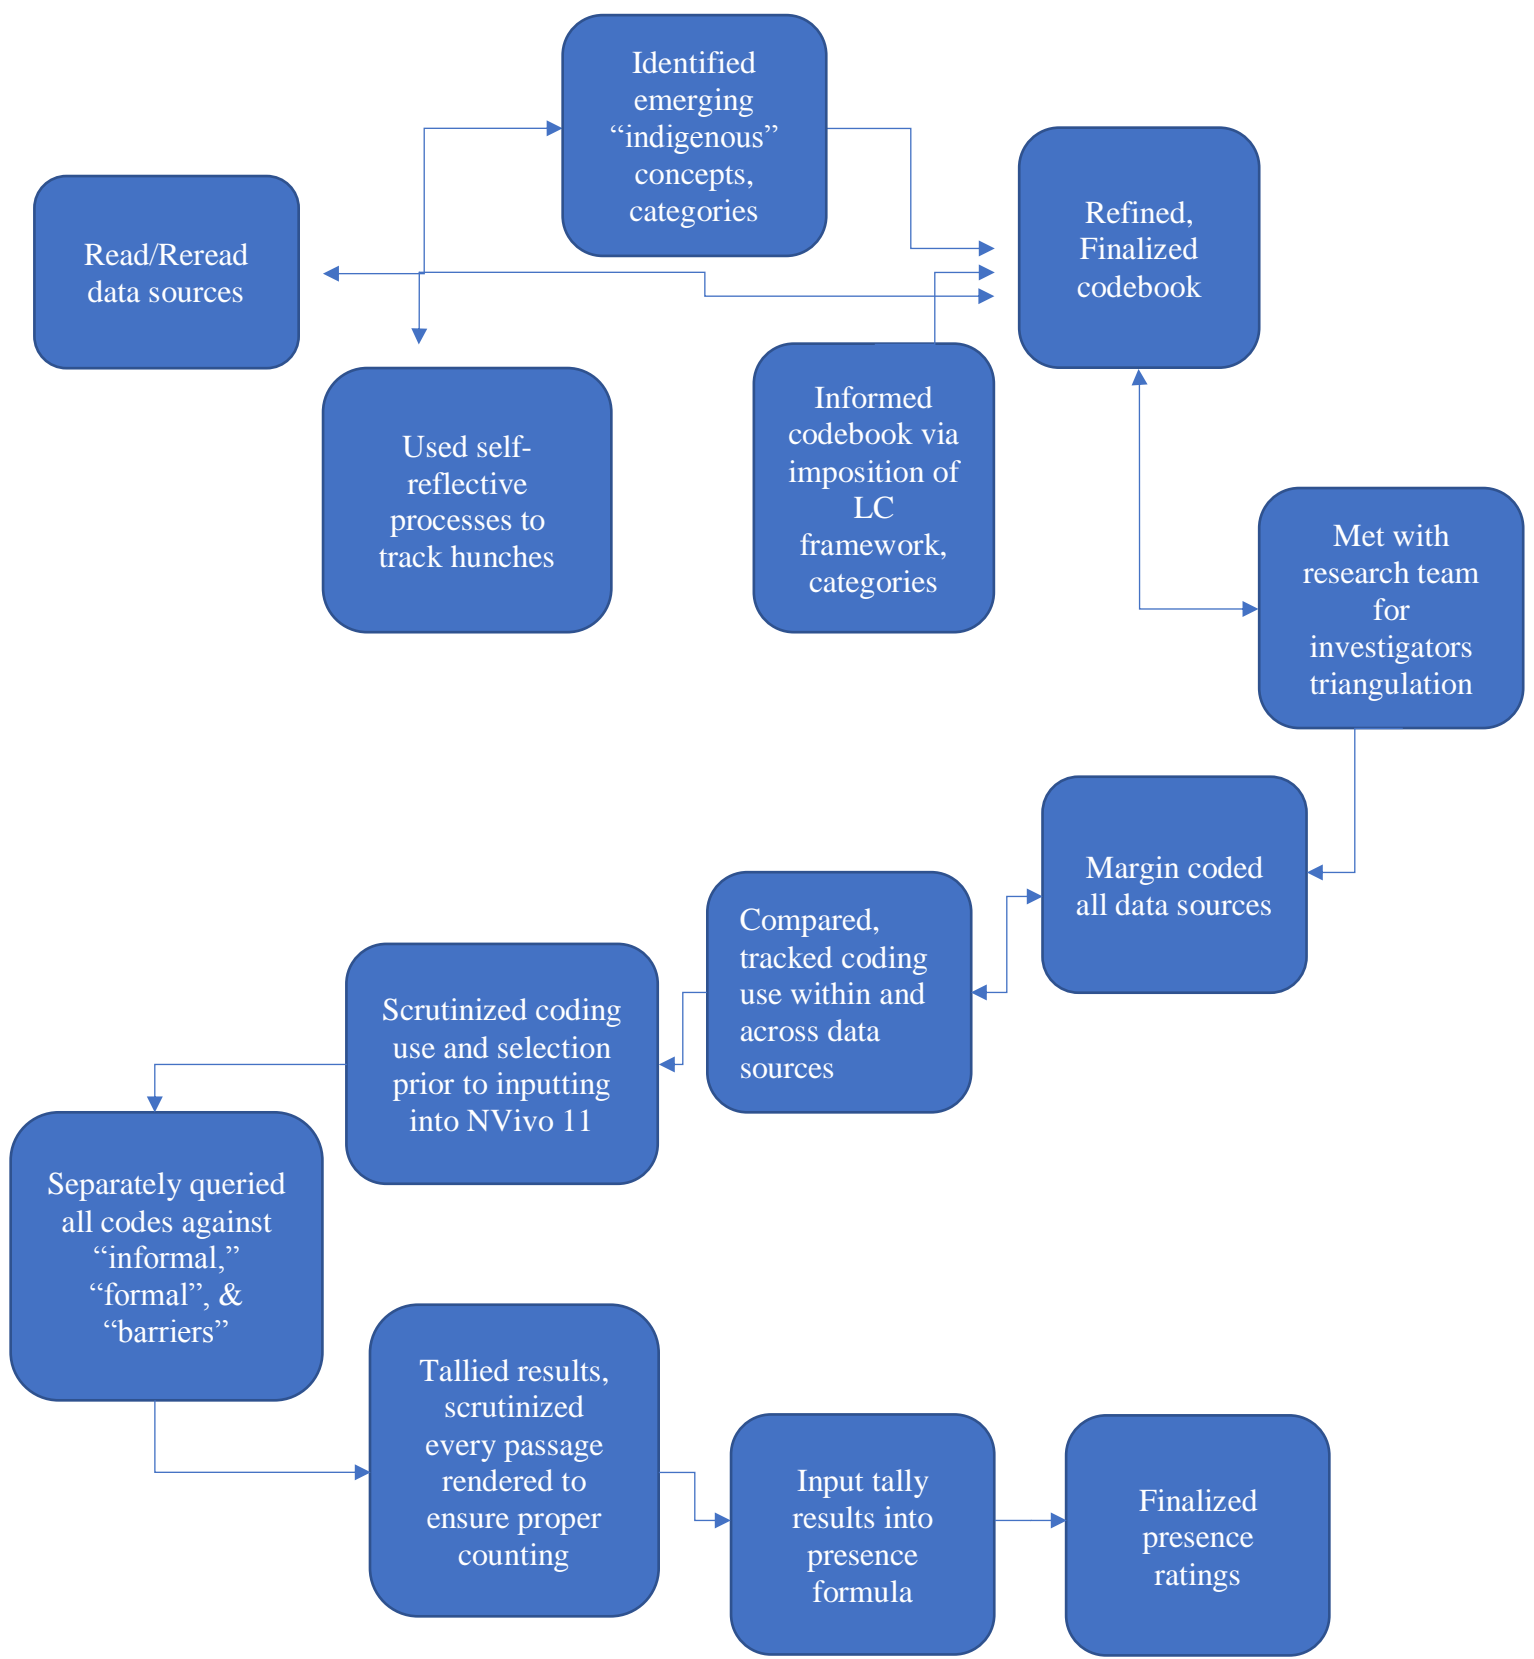 Identified
emerging
“indigenous”
concepts,
categories
Read/Reread
data sources
Refined,
Finalized
codebook
Used self-
reflective
processes to
track hunches
Informed
codebook via
imposition of
LC
framework,
categories
Met with
research team
for
investigators
triangulation
Margin coded
all data sources
Compared,
tracked coding
use within and
across data
sources
Scrutinized coding
use and selection
prior to inputting
into NVivo 11
Separately queried
all codes against
“informal,”
“formal”, &
“barriers”
Tallied results,
scrutinized
every passage
rendered to
ensure proper
counting
Input tally
results into
presence
formula
Finalized
presence
ratings